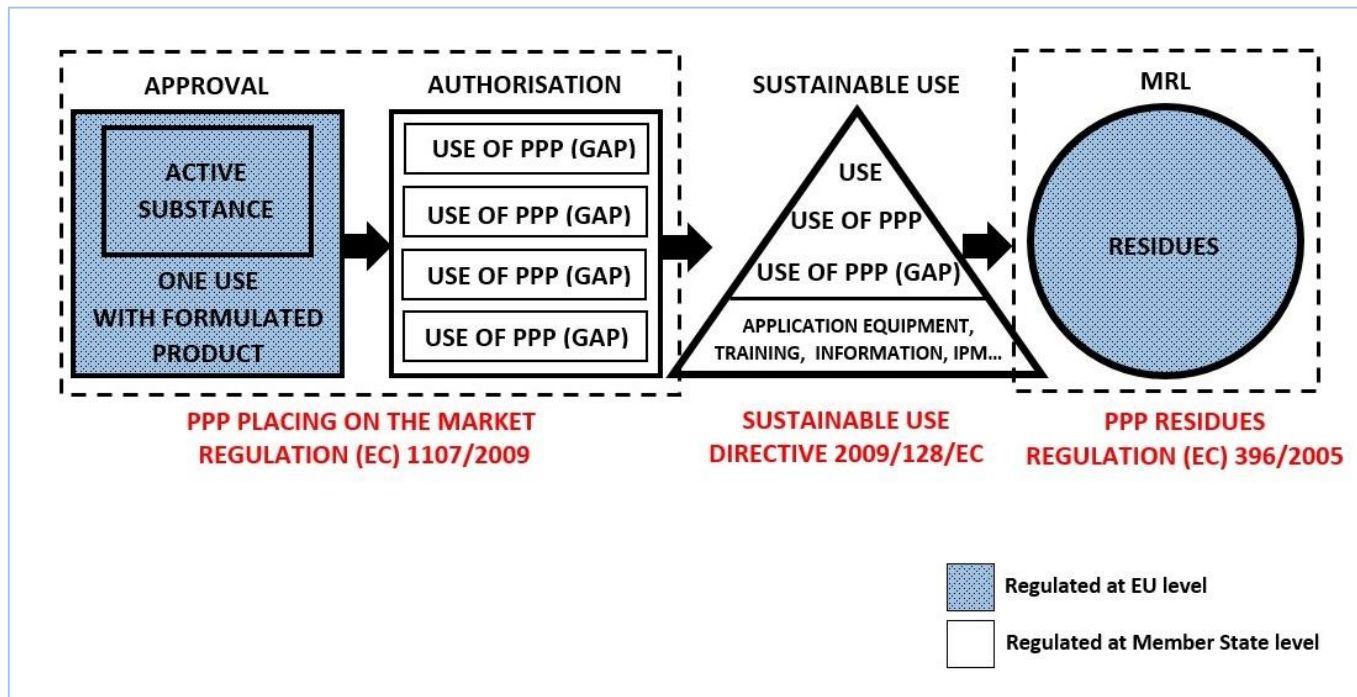 APPROVAL
ACTIVE
SUBSTANCE
ONE USE
WITH FORMULATED
PRODUCT
AUTHORISATION
USE OF PPP (GAP)
USE OF PPP (GAP)
USE OF PPP (GAP)
USE OF PPP (GAP)
PPP PLACING ON THE MARKET
REGULATION (EC) 1107/2009
SUSTAINABLE USE
USE
USE OF PPP
USE OF PPP (GAP)
APPLICATION EQUIPMENT,
TRAINING, INFORMATION, IPM...
SUSTAINABLE USE
DIRECTIVE 2009/128/EC
MRL
RESIDUES
PPP RESIDUES
REGULATION (EC) 396/2005
Regulated at EU level
Regulated at Member State level